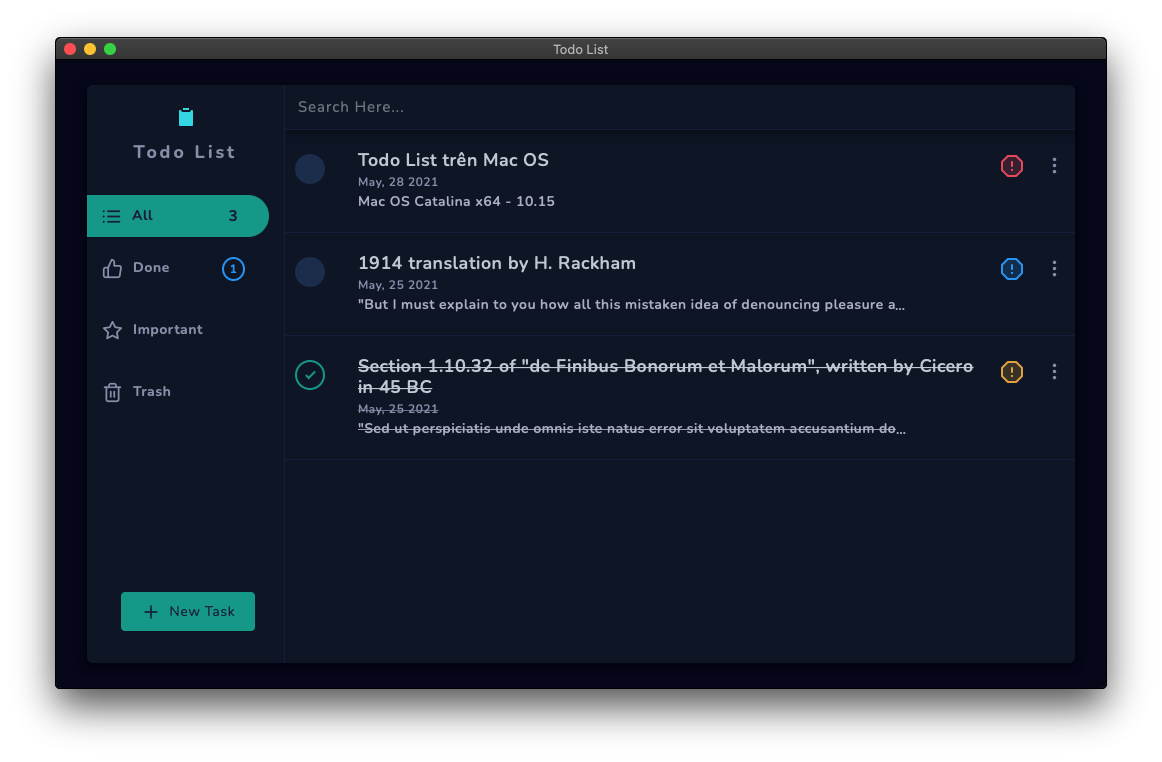 Todo List
Todo List
All 3
Done 1
Important
Trash
New Task
Search Here...
Todo List trên Mac OS
May, 28 2021
Mac OS Catalina x64 - 10.15
1914 translation by H. Rackham
May, 25 2021
"But I must explain to you how all this mistaken idea of denouncing pleasure a...
Section 1.10.32 of "de Finibus Bonorum et Malorum", written by Cicero
in 45 BC
May, 25 2021
"Sed ut perspiciatis unde omnis iste natus error sit voluptatem accusantium do...